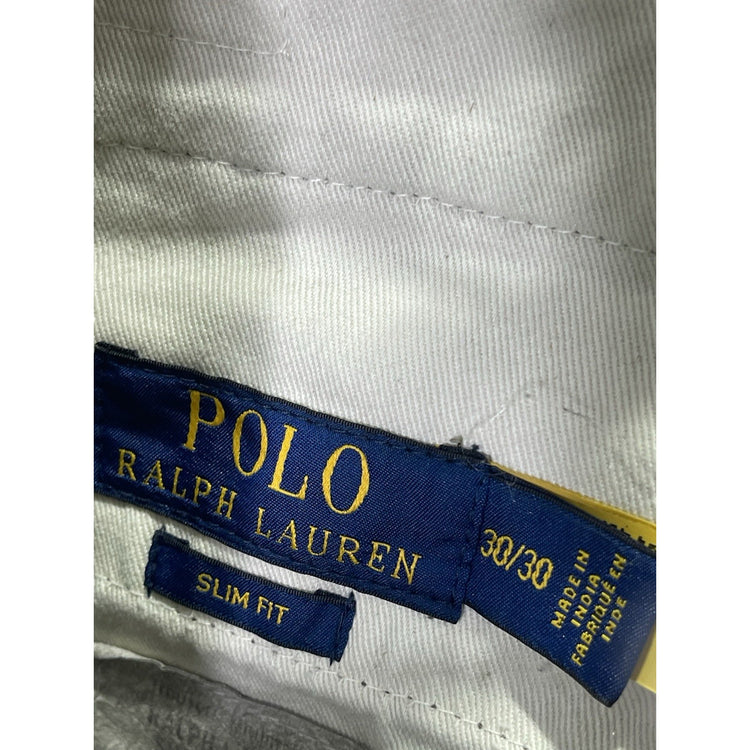 POLO
RALPH LAUREN
SLIM FIT
30/30
MADE IN
INDIA
FABRIQUÉ EN
INDE